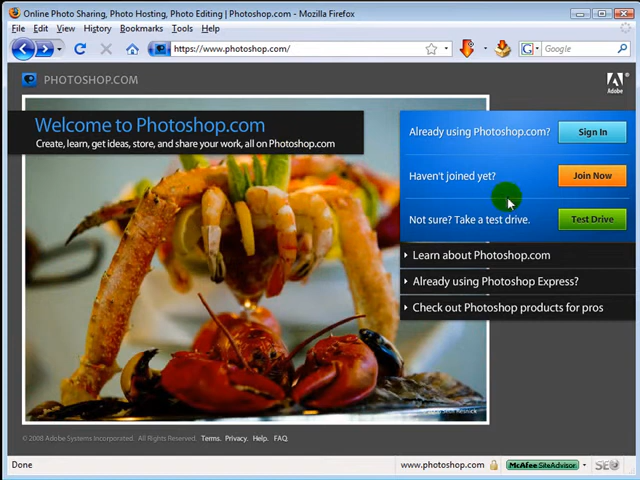 Online Photo Sharing, Photo Hosting, Photo Editing | Photoshop.com - Mozilla Firefox
File Edit View History Bookmarks Tools Help
https://www.photoshop.com/
Google
PHOTOSHOP.COM
Adobe
Welcome to Photoshop.com
Create, learn, get ideas, store, and share your work, all on Photoshop.com
Already using Photoshop.com?
Sign In
Haven't joined yet?
Join Now
Not sure? Take a test drive.
Test Drive
Learn about Photoshop.com
Already using Photoshop Express?
Check out Photoshop products for pros
© 2008 Adobe Systems Incorporated. All Rights Reserved. Terms. Privacy. Help. FAQ.
Done
www.photoshop.com
McAfee SiteAdvisor